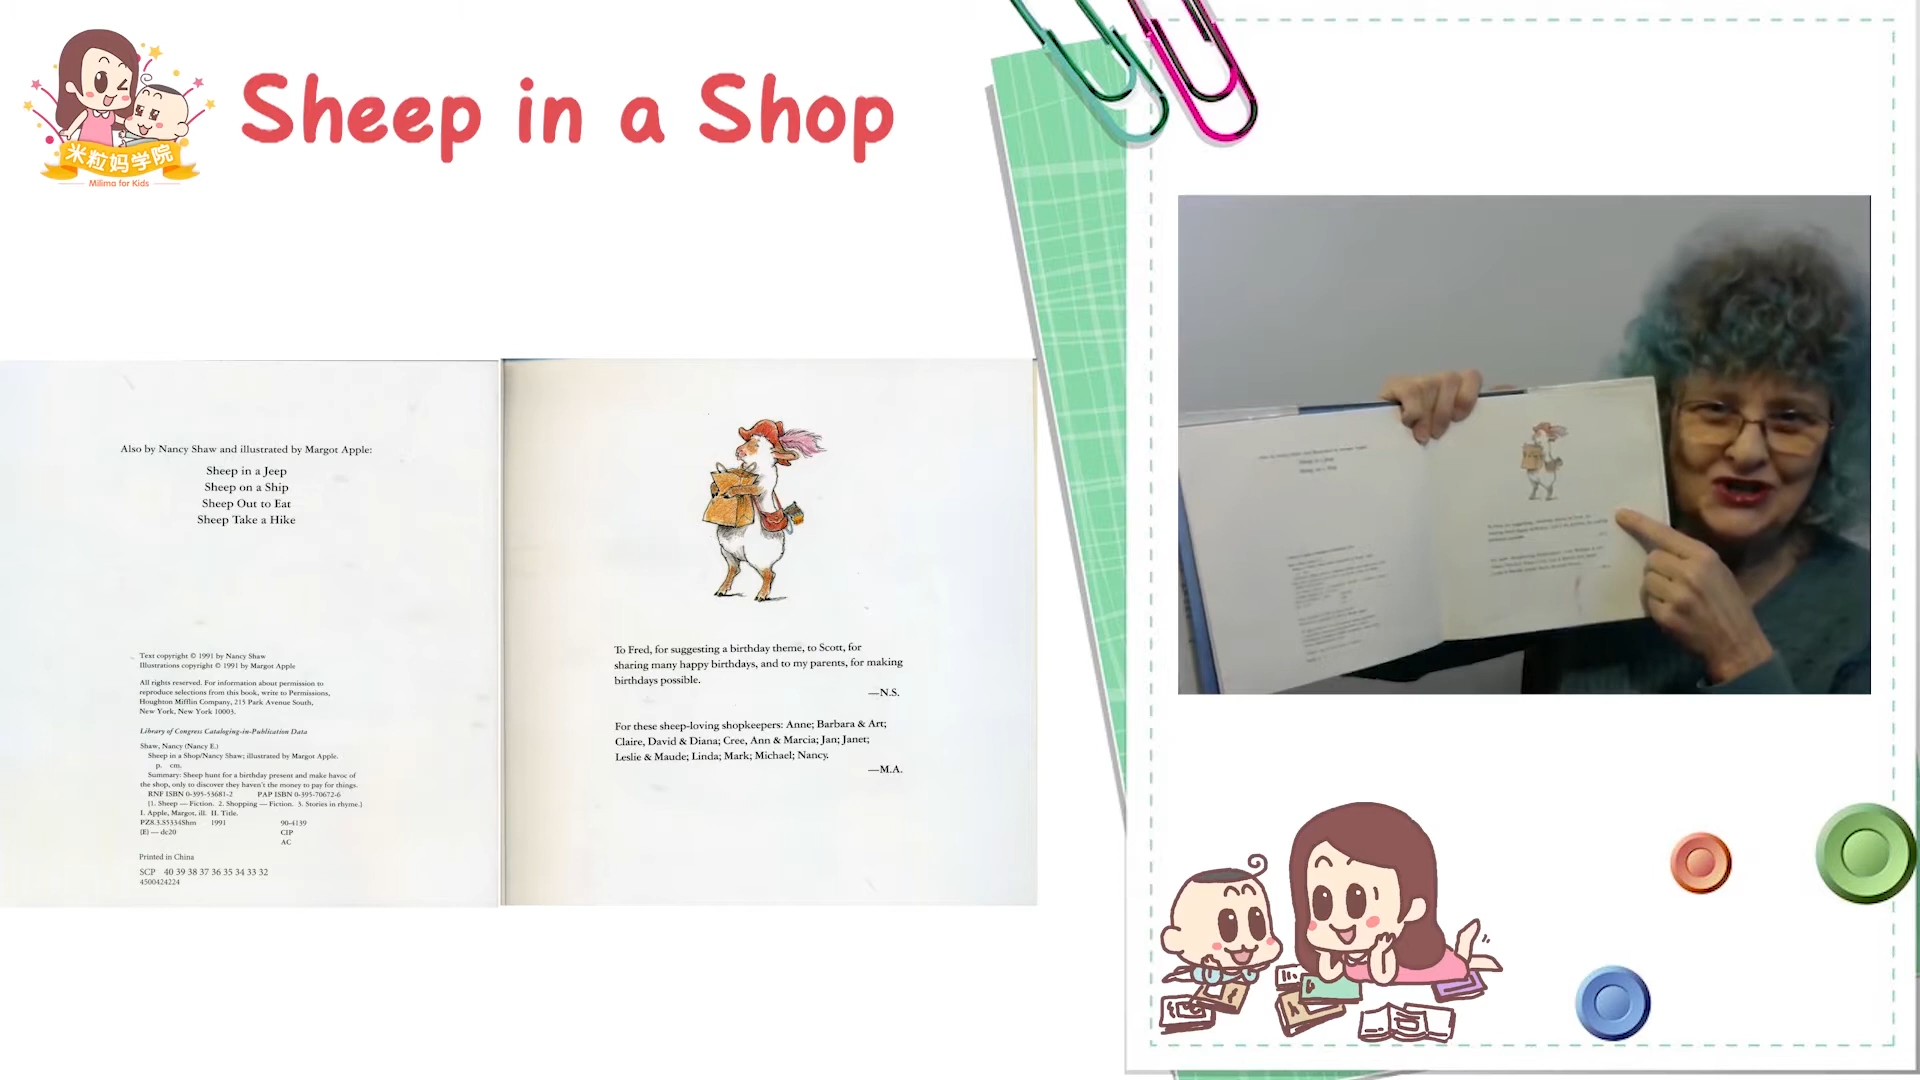 米粒妈学院
Milima for Kids
Sheep in a Shop
Also by Nancy Shaw and illustrated by Margot Apple:
Sheep in a Jeep
Sheep on a Ship
Sheep Out to Eat
Sheep Take a Hike
Text copyright © 1991 by Nancy Shaw
Illustrations copyright © 1991 by Margot Apple
All rights reserved. For information about permission to
reproduce selections from this book, write to Permissions,
Houghton Mifflin Company, 215 Park Avenue South,
New York, New York 10003.
Library of Congress Cataloging-in-Publication Data
Shaw, Nancy (Nancy E.)
Sheep in a Shop/Nancy Shaw; illustrated by Margot Apple.
p. cm.
Summary: Sheep hunt for a birthday present and make havoc of
the shop, only to discover they haven't the money to pay for things.
RNF ISBN 0-395-53681-2 PAP ISBN 0-395-70672-6
[1. Sheep — Fiction. 2. Shopping — Fiction. 3. Stories in rhyme.]
I. Apple, Margot, ill. II. Title.
PZ8.3.S5334Shm 1991 90-4139
[E] — dc20 CIP
AC
Printed in China
SCP 40 39 38 37 36 35 34 33 32
4500424224
To Fred, for suggesting a birthday theme, to Scott, for
sharing many happy birthdays, and to my parents, for making
birthdays possible.
—N.S.
For these sheep-loving shopkeepers: Anne; Barbara & Art;
Claire, David & Diana; Cree, Ann & Marcia; Jan; Janet;
Leslie & Maude; Linda; Mark; Michael; Nancy.
—M.A.